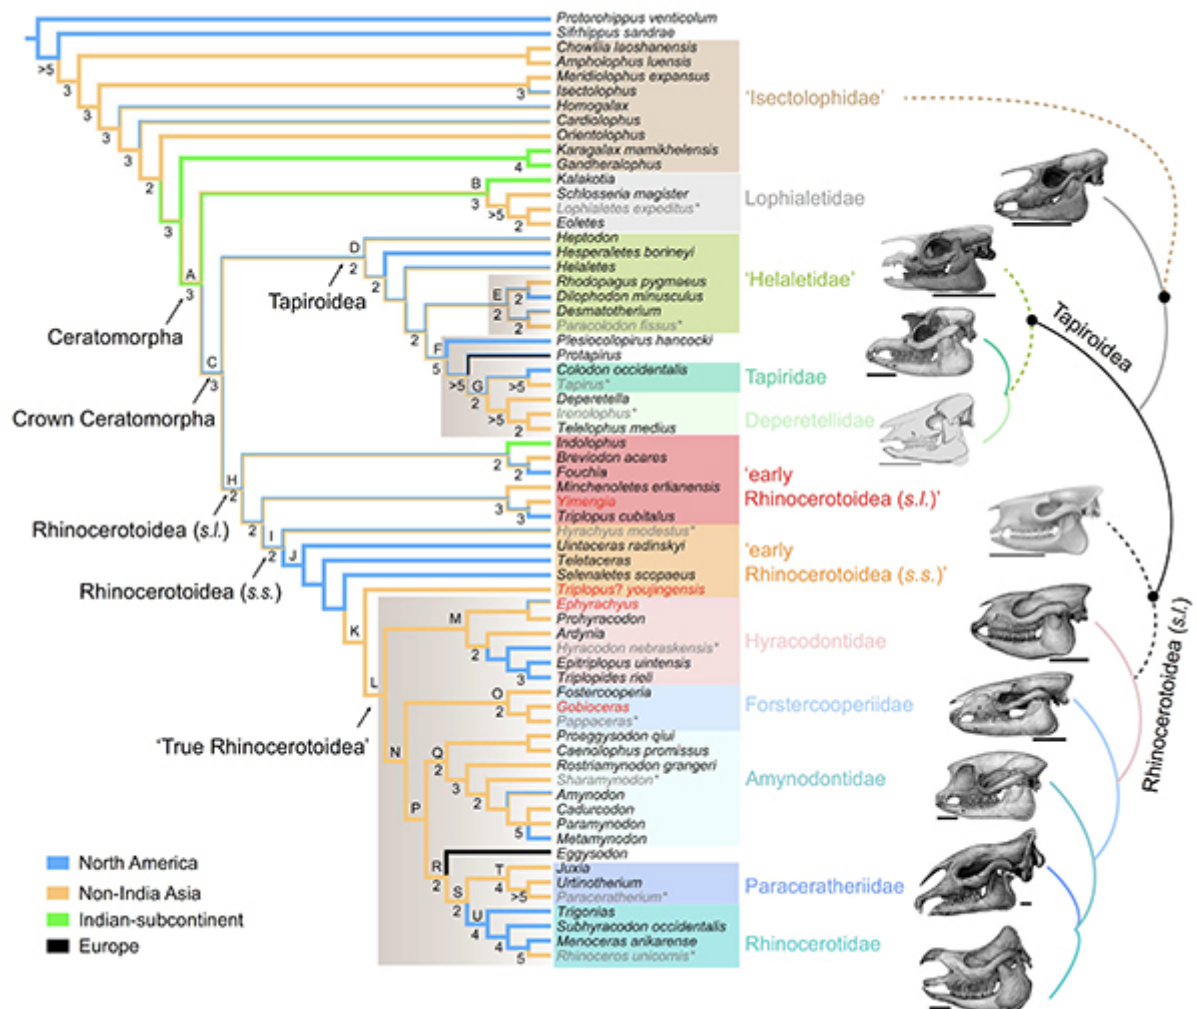 Protorohippus venticolum
Sifrhippus sandrae
Chowliia laoshanensis
Ampholophus luensis
Meridiolophus expansus
Isectolophus
Homogalax
Cardiolophus
Orientolophus
Karagalax mamikhelensis
Gandheralophus
Kalakotia
Schlosseria magister
Lophialetes expeditus*
Eoletes
Heptodon
Hesperaletes borineyi
Helaletes
Rhodopagus pygmaeus
Dilophodon minusculus
Desmatotherium
Paracolodon fissus*
Plesiocolopirus hancocki
Protapirus
Colodon occidentalis
Tapirus*
Deperetella
Irenolophus*
Telelophus medius
Indolophus
Breviodon acares
Fouchia
Minchenoletes erlianensis
Yimengia
Triplopus cubitalus
Hyrachyus modestus*
Uintaceras radinskyi
Teletaceras
Selenaletes scopaeus
Triplopus? youjingensis
Ephyrachyus
Prohyracodon
Ardynia
Hyracodon nebraskensis*
Epitriplopus uintensis
Triplopides rieli
Fostercooperia
Gobioceras
Pappaceras*
Proeggysodon qiui
Caenolophus promissus
Rostriamynodon grangeri
Sharamynodon*
Amynodon
Cadurcodon
Paramynodon
Metamynodon
Eggysodon
Juxia
Urtinotherium
Paraceratherium*
Trigonias
Subhyracodon occidentalis
Menoceras arikarense
Rhinoceros unicornis*
'Isectolophidae'
Lophialetidae
'Helaletidae'
Tapiridae
Deperetellidae
'early
Rhinocerotoidea (s.l.)'
'early
Rhinocerotoidea (s.s.)'
Hyracodontidae
Forstercooperiidae
Amynodontidae
Paraceratheriidae
Rhinocerotidae
Tapiroidea
Rhinocerotoidea (s.l.)
>5
3
3
3
3
3
2
4
3
A
3
B
3
>5
2
D
2
2
Tapiroidea
E
2
2
2
2
F
5
>5
G
>5
2
>5
2
Ceratomorpha
C
3
Crown Ceratomorpha
H
2
2
2
2
3
3
Rhinocerotoidea (s.l.)
I
2
J
Rhinocerotoidea (s.s.)
K
L
M
2
3
'True Rhinocerotoidea'
N
O
2
P
Q
2
3
2
5
R
2
S
2
T
4
>5
U
4
4
5
North America
Non-India Asia
Indian-subcontinent
Europe